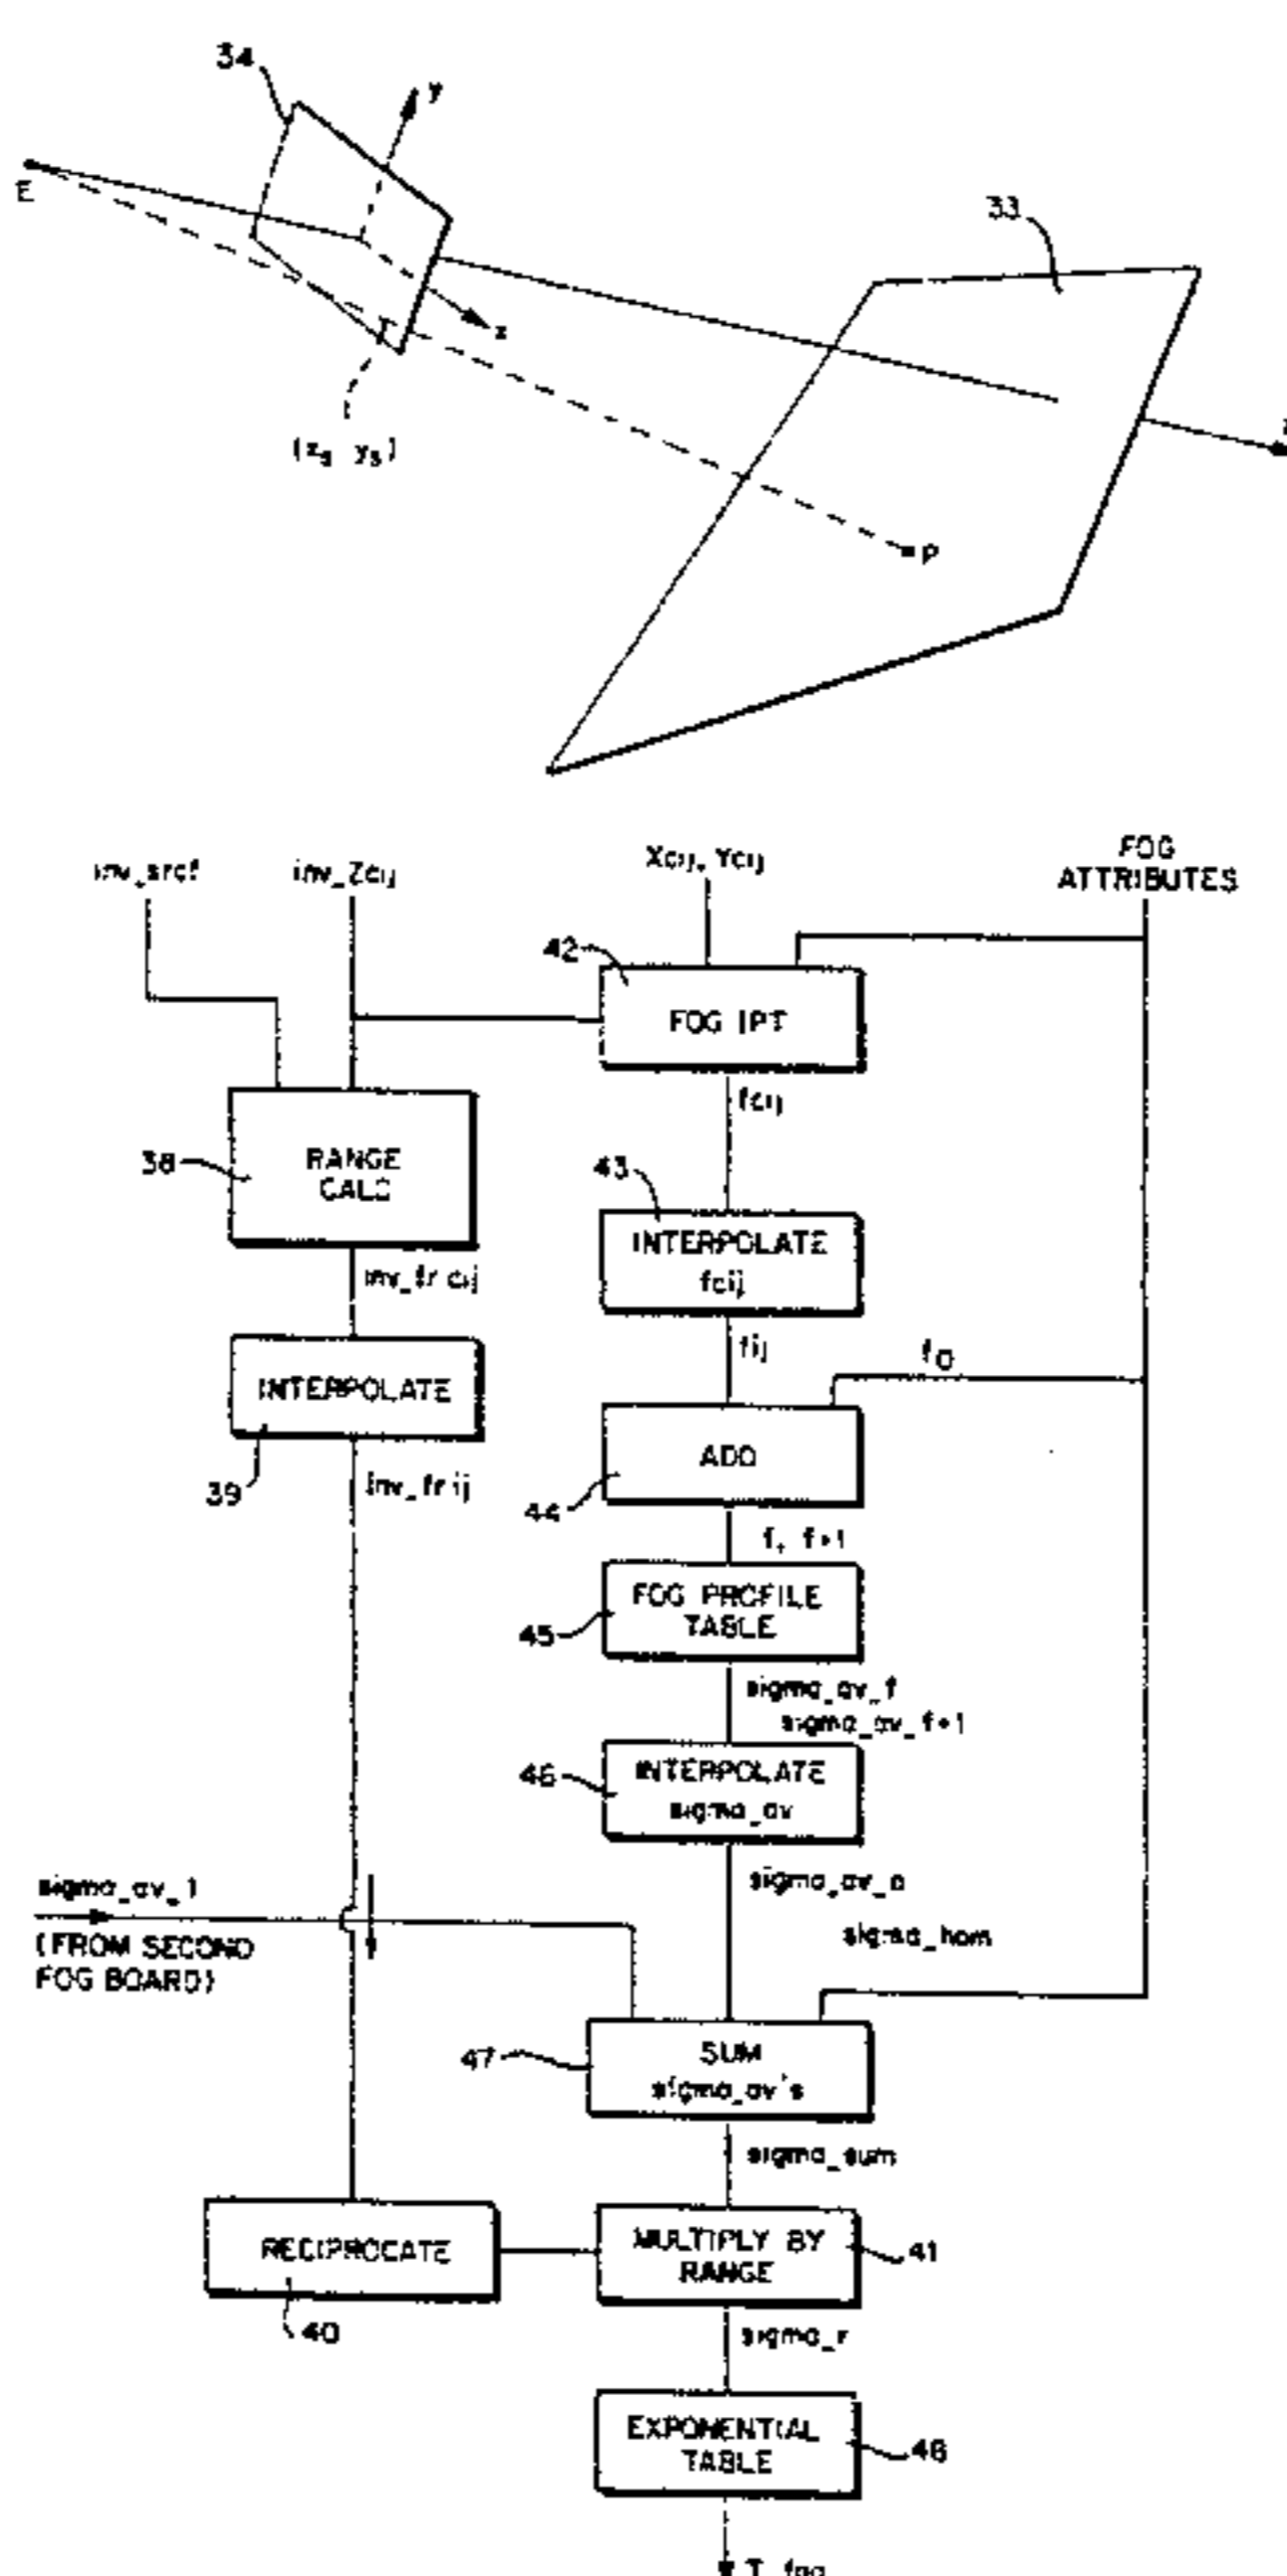 34
y
E
33
z
(xs ys)
p
inv_srcf
inv_Zcij
Xcij, Ycij
FOG
ATTRIBUTES
42
FOG IPT
fcij
38
RANGE
CALC
43
INTERPOLATE
fcij
inv_fr cij
fij
fo
INTERPOLATE
39
inv_fr ij
ADD
44
f, f+1
FOG PROFILE
TABLE
45
sigma_av_f
sigma_av_f+1
46
INTERPOLATE
sigma_av
sigma_av_1
sigma_av_o
(FROM SECOND
FOG BOARD)
sigma_hom
47
SUM
sigma_av's
sigma_sum
RECIPROCATE
40
MULTIPLY BY
RANGE
41
sigma_r
EXPONENTIAL
TABLE
T_fog